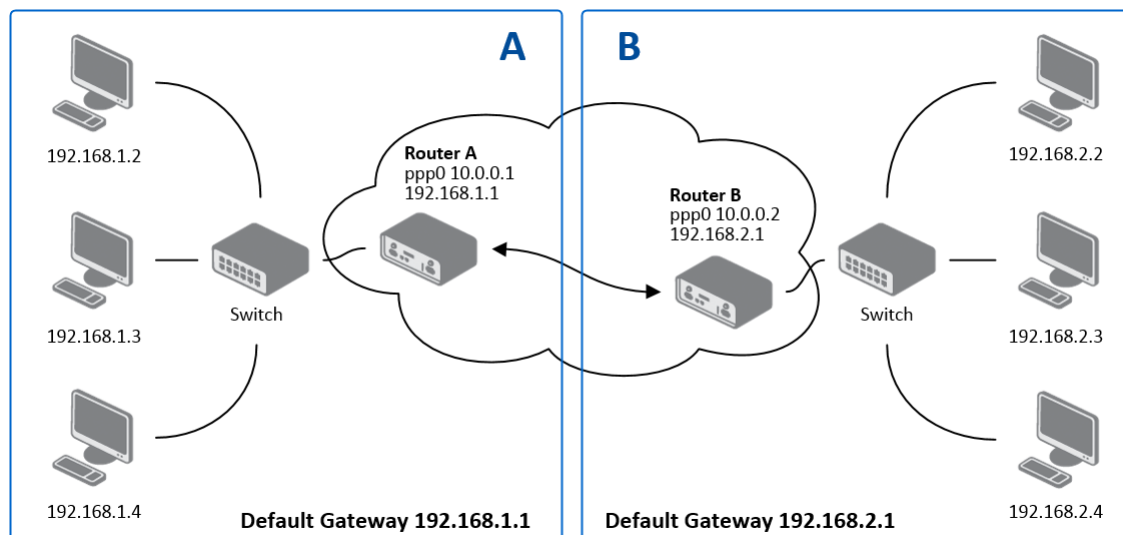 A
192.168.1.2
192.168.1.3
192.168.1.4
Switch
Router A
ppp0 10.0.0.1
192.168.1.1
Default Gateway 192.168.1.1
B
Router B
ppp0 10.0.0.2
192.168.2.1
Switch
192.168.2.2
192.168.2.3
192.168.2.4
Default Gateway 192.168.2.1